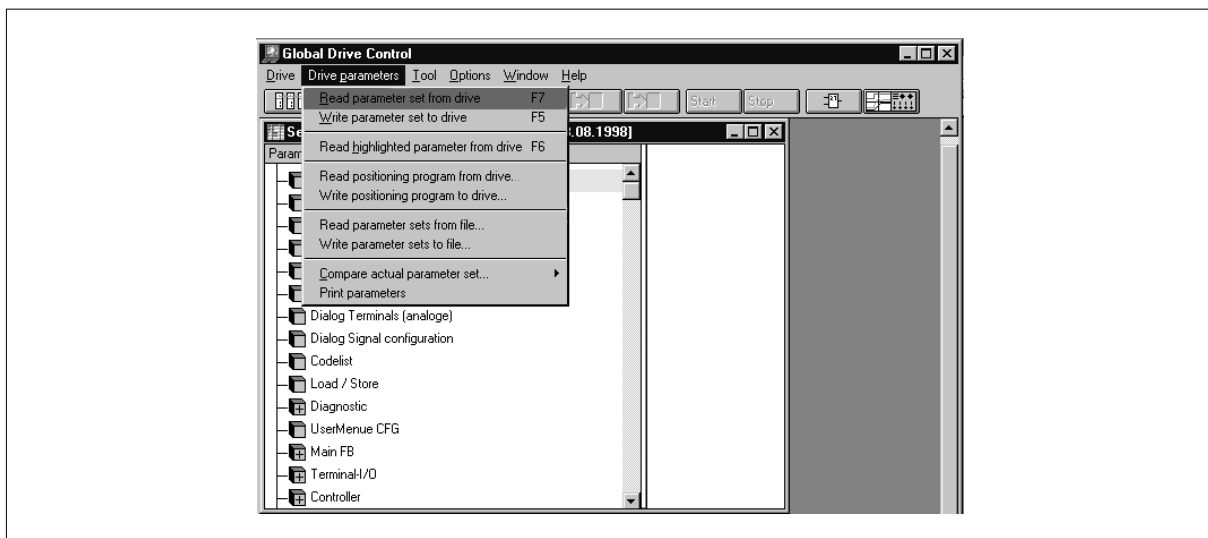 Global Drive Control
Drive Drive parameters Tool Options Window Help
Read parameter set from drive F7
Start Stop
Write parameter set to drive F5
Se .08.1998]
Read highlighted parameter from drive F6
Param
Read positioning program from drive...
Write positioning program to drive...
Read parameter sets from file...
Write parameter sets to file...
Compare actual parameter set...
Print parameters
Dialog Terminals (analoge)
Dialog Signal configuration
Codelist
Load / Store
Diagnostic
UserMenue CFG
Main FB
Terminal-I/O
Controller